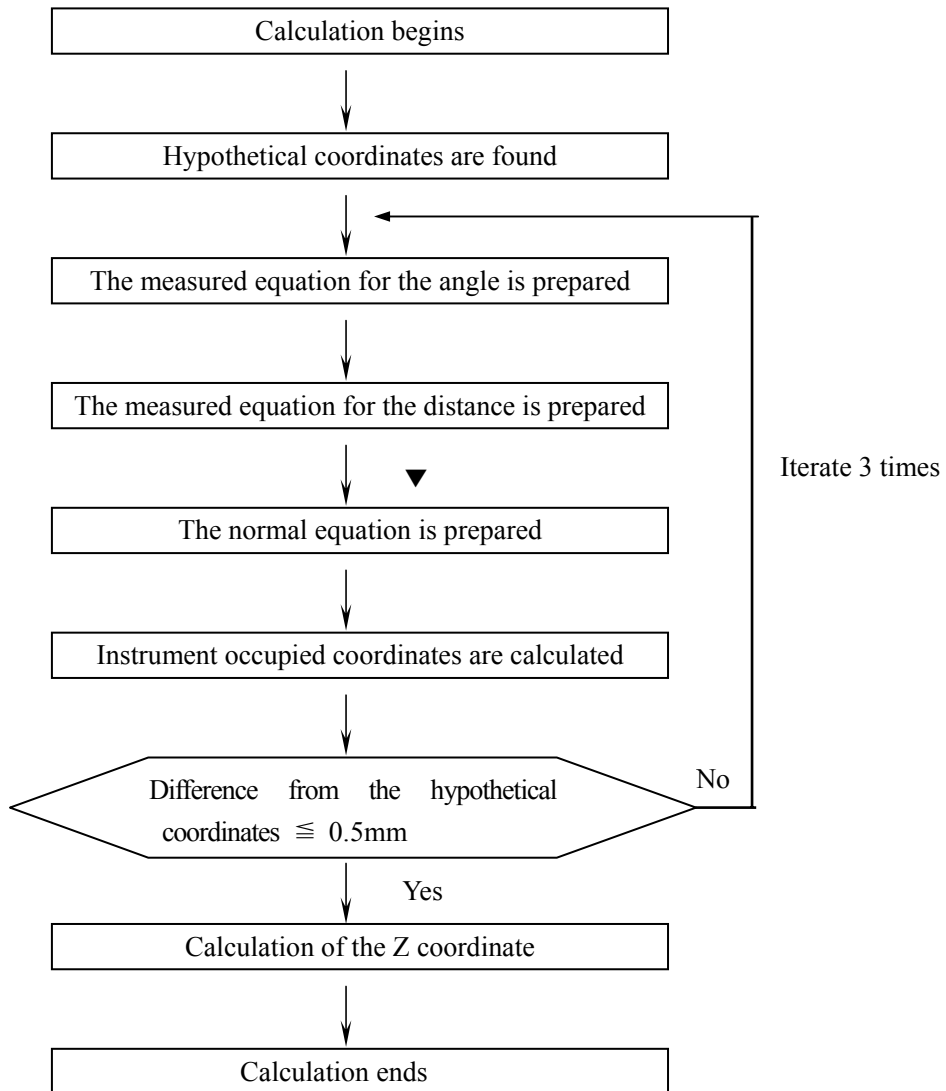 Calculation begins
Hypothetical coordinates are found
The measured equation for the angle is prepared
The measured equation for the distance is prepared
Iterate 3 times
The normal equation is prepared
Instrument occupied coordinates are calculated
Difference from the hypothetical
coordinates ≦ 0.5mm
No
Yes
Calculation of the Z coordinate
Calculation ends